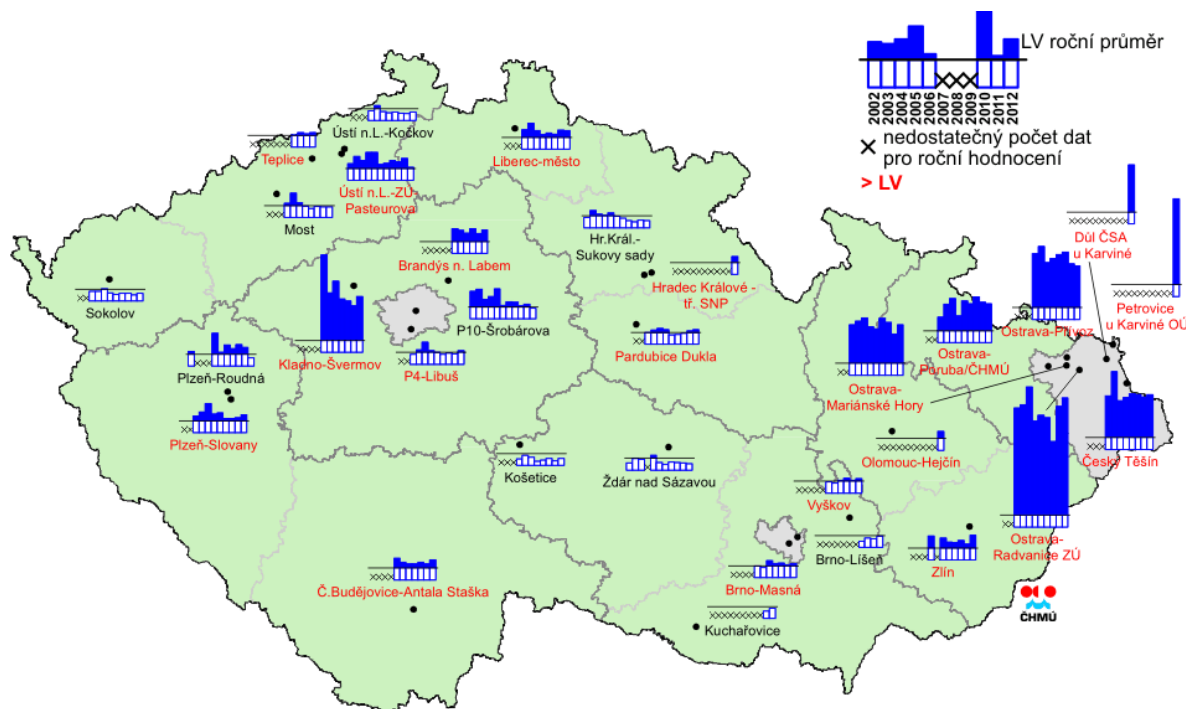 LV roční průměr
2002
2003
2004
2005
2006
2007
2008
2009
2010
2011
2012
nedostatečný počet dat
pro roční hodnocení
> LV
Ústí n.L.-Kočkov
Teplice
Ústí n.L.-ZÚ
Pasteurova
Most
Liberec-město
Hr.Král.-
Sukovy sady
Brandýs n. Labem
Hradec Králové -
tř. SNP
Důl ČSA
u Karviné
Petrovice
u Karviné OÚ
Sokolov
P10-Šrobárova
Ostrava-Přívoz
Plzeň-Roudná
Kladno-Švermov
P4-Libuš
Pardubice Dukla
Ostrava-
Poruba/ČHMÚ
Ostrava-
Mariánské Hory
Plzeň-Slovany
Košetice
Ždár nad Sázavou
Olomouc-Hejčín
Český Těšín
Vyškov
Ostrava-
Radvanice ZÚ
Brno-Líšeň
Zlín
Č.Budějovice-Antala Staška
Brno-Masná
Kuchařovice
ČHMÚ